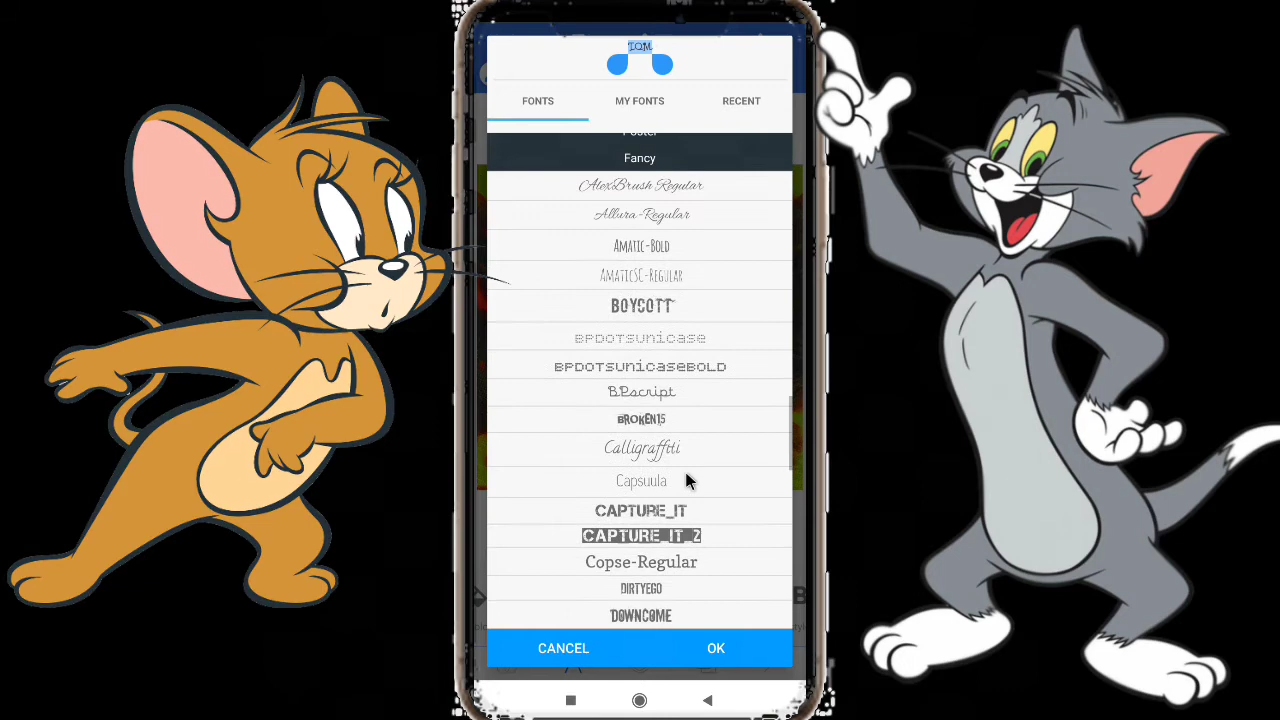 TOM
FONTS
MY FONTS
RECENT
Poster
Fancy
AlexBrush Regular
Allura-Regular
Amatic-Bold
AmaticSC-Regular
BOYCOTT
BPDOTSUNICASE
BPDOTSUNICASEBOLD
BPscript
BROKEN15
Calligraffiti
Capsuula
CAPTURE_IT
CAPTURE_IT_2
Copse-Regular
DIRTYEGO
DOWNCOME
CANCEL
OK